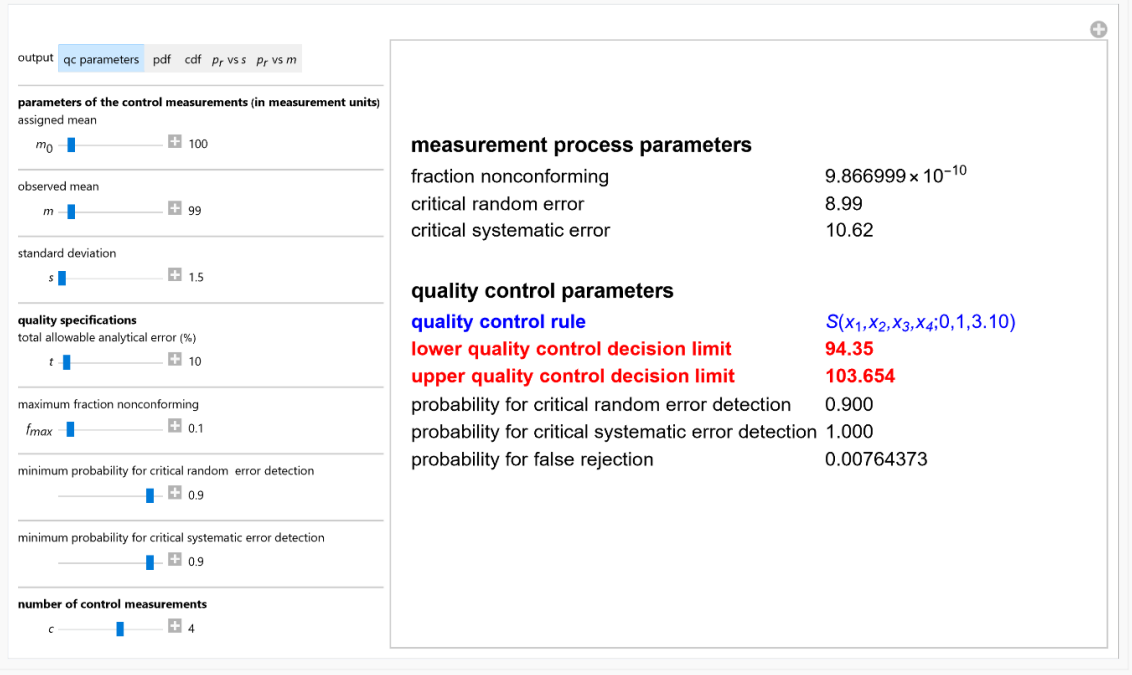 output qc parameters pdf cdf pr vs s pr vs m
parameters of the control measurements (in measurement units)
assigned mean
m0 100
observed mean
m 99
standard deviation
s 1.5
quality specifications
total allowable analytical error (%)
t 10
maximum fraction nonconforming
fmax 0.1
minimum probability for critical random error detection
0.9
minimum probability for critical systematic error detection
0.9
number of control measurements
c 4
measurement process parameters
fraction nonconforming 9.866999 × 10⁻¹⁰
critical random error 8.99
critical systematic error 10.62
quality control parameters
quality control rule S(x₁,x₂,x₃,x₄;0,1,3.10)
lower quality control decision limit 94.35
upper quality control decision limit 103.654
probability for critical random error detection 0.900
probability for critical systematic error detection 1.000
probability for false rejection 0.00764373